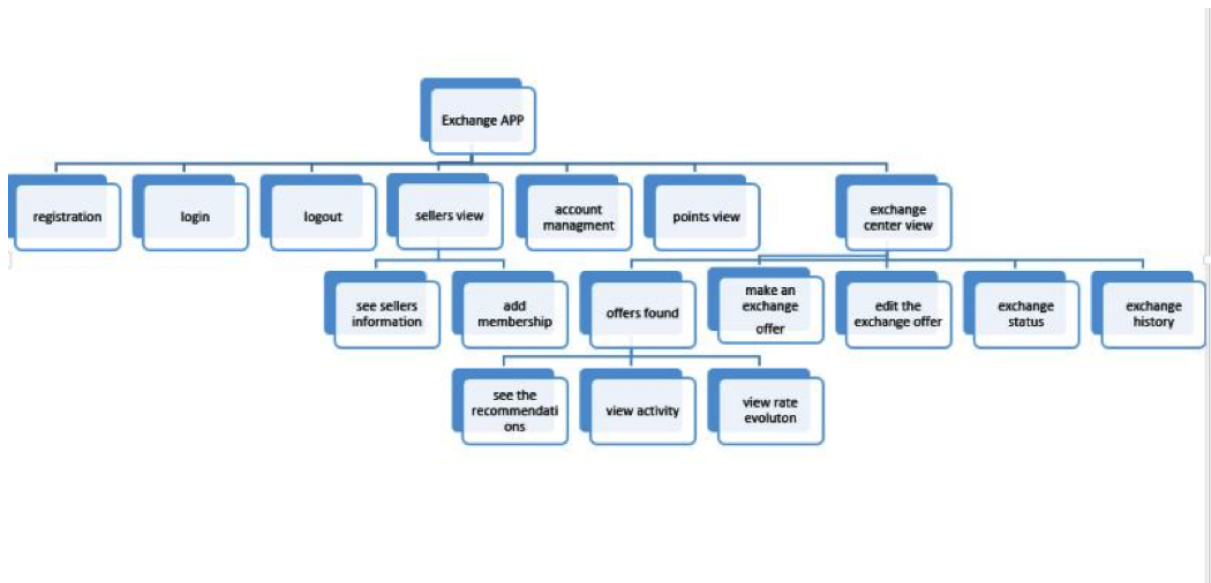 Exchange APP
registration
login
logout
sellers view
account
managment
points view
exchange
center view
see sellers
information
add
membership
offers found
make an
exchange
offer
edit the
exchange offer
exchange
status
exchange
history
see the
recommendati
ons
view activity
view rate
evoluton